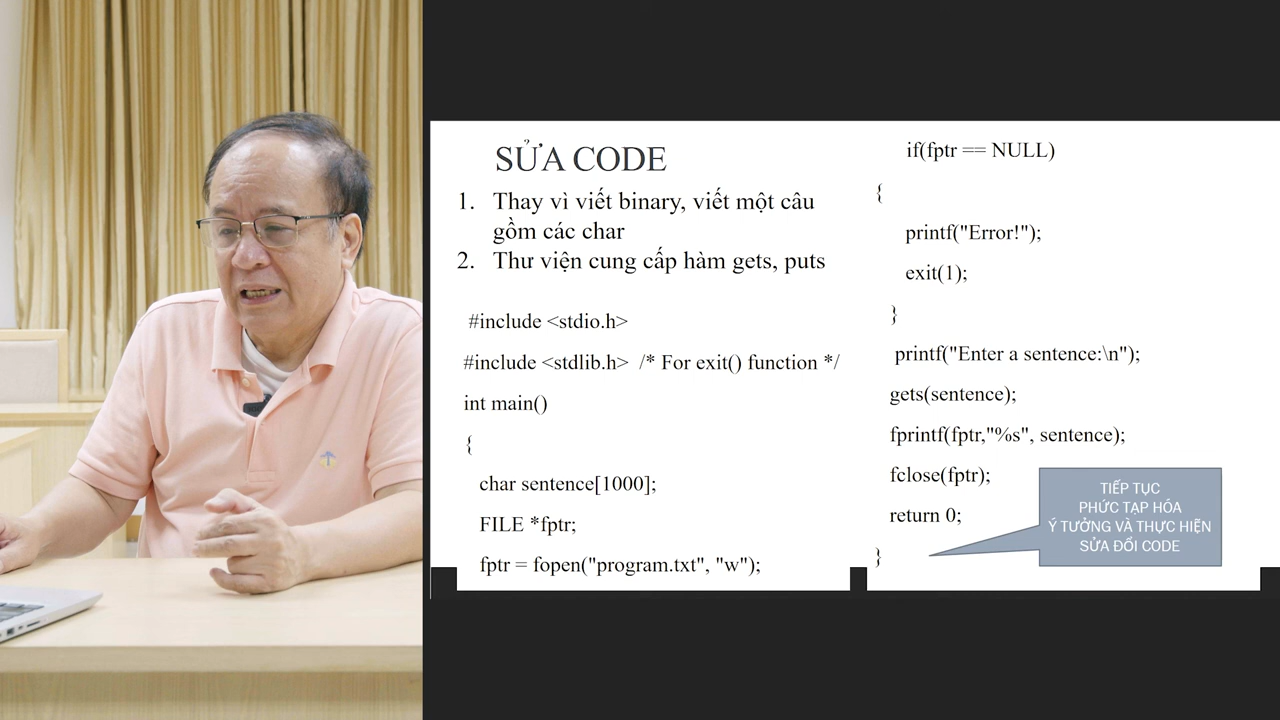 SỬA CODE
1. Thay vì viết binary, viết một câu
gồm các char
2. Thư viện cung cấp hàm gets, puts
#include <stdio.h>
#include <stdlib.h> /* For exit() function */
int main()
{
char sentence[1000];
FILE *fptr;
fptr = fopen("program.txt", "w");
if(fptr == NULL)
{
printf("Error!");
exit(1);
}
printf("Enter a sentence:\n");
gets(sentence);
fprintf(fptr,"%s", sentence);
fclose(fptr);
return 0;
}
TIẾP TỤC
PHỨC TẠP HÓA
Ý TƯỞNG VÀ THỰC HIỆN
SỬA ĐỔI CODE